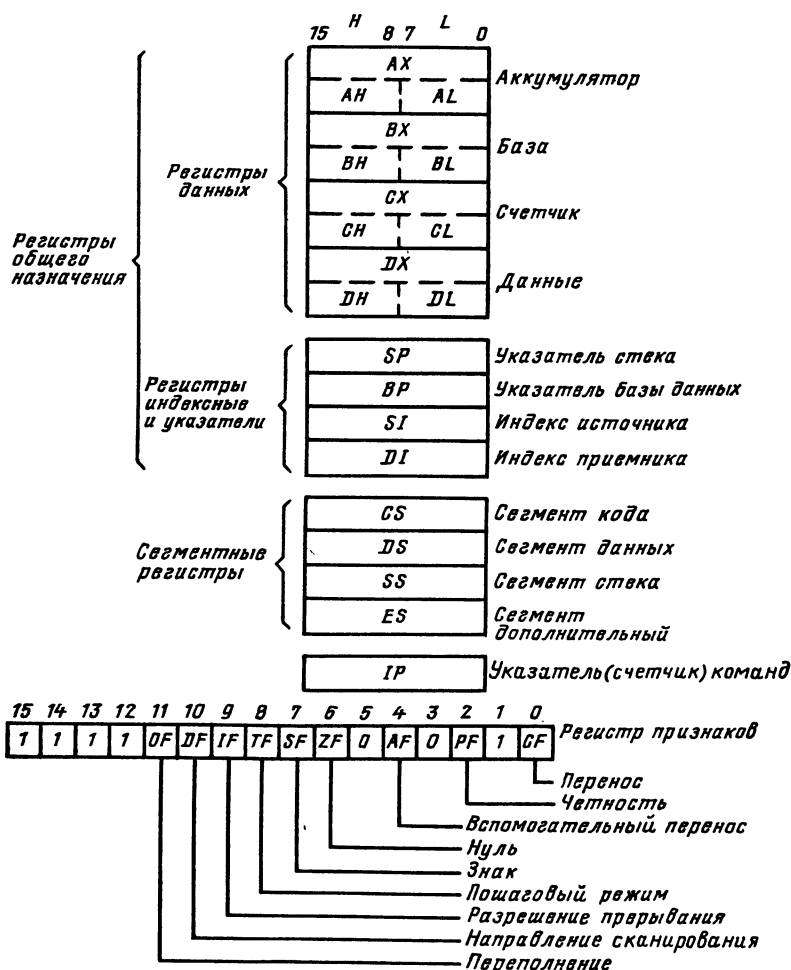 H L
15 8 7 0
AX
Аккумулятор
AH AL
BX
База
BH BL
CX
Счетчик
CH CL
DX
Данные
DH DL
Регистры
данных
Регистры
общего
назначения
SP Указатель стека
BP Указатель базы данных
SI Индекс источника
DI Индекс приемника
Регистры
индексные
и указатели
CS Сегмент кода
DS Сегмент данных
SS Сегмент стека
ES Сегмент
дополнительный
Сегментные
регистры
IP Указатель (счетчик) команд
15 14 13 12 11 10 9 8 7 6 5 4 3 2 1 0
1 1 1 1 OF DF IF TF SF ZF 0 AF 0 PF 1 CF
Регистр признаков
Перенос
Четность
Вспомогательный перенос
Нуль
Знак
Пошаговый режим
Разрешение прерывания
Направление сканирования
Переполнение